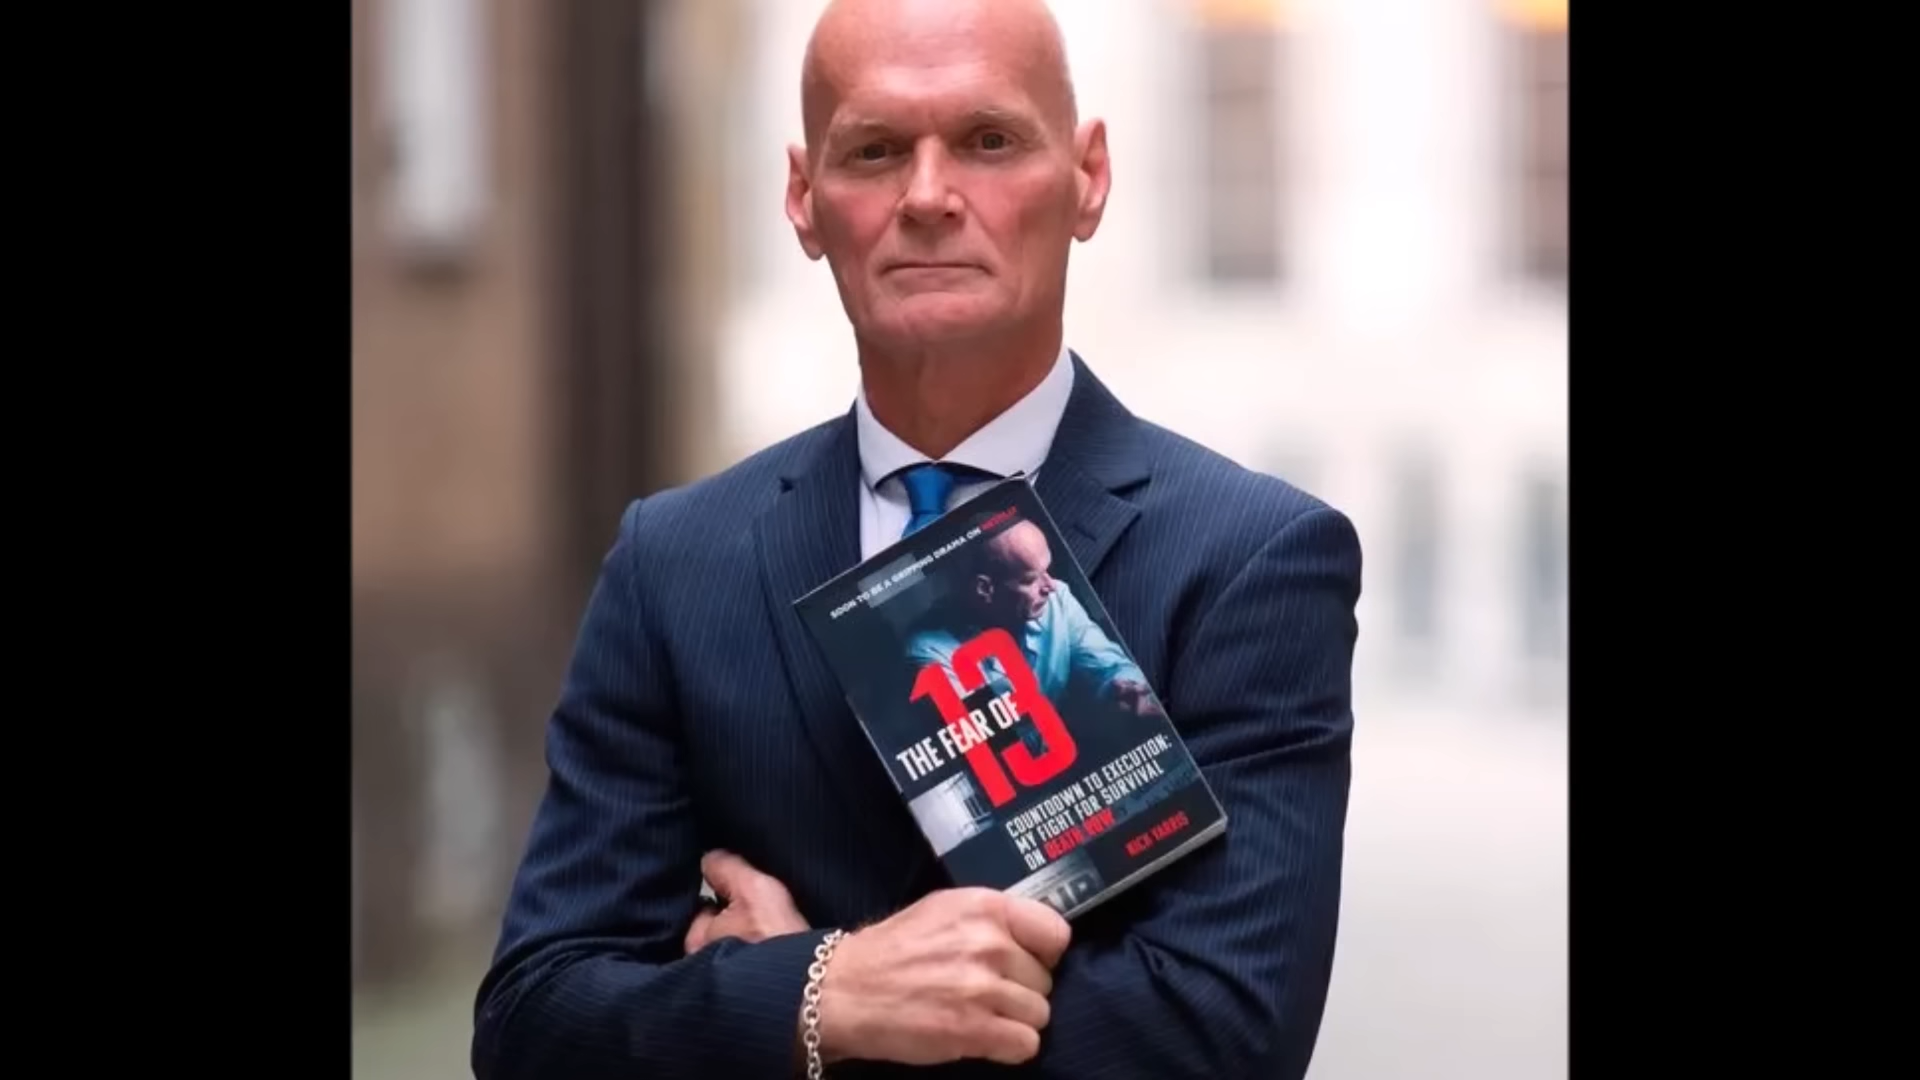 SOON TO BE A GRIPPING DRAMA ON NETFLIX
13
THE FEAR OF
COUNTDOWN TO EXECUTION:
MY FIGHT FOR SURVIVAL
ON DEATH ROW
NICK YARRIS